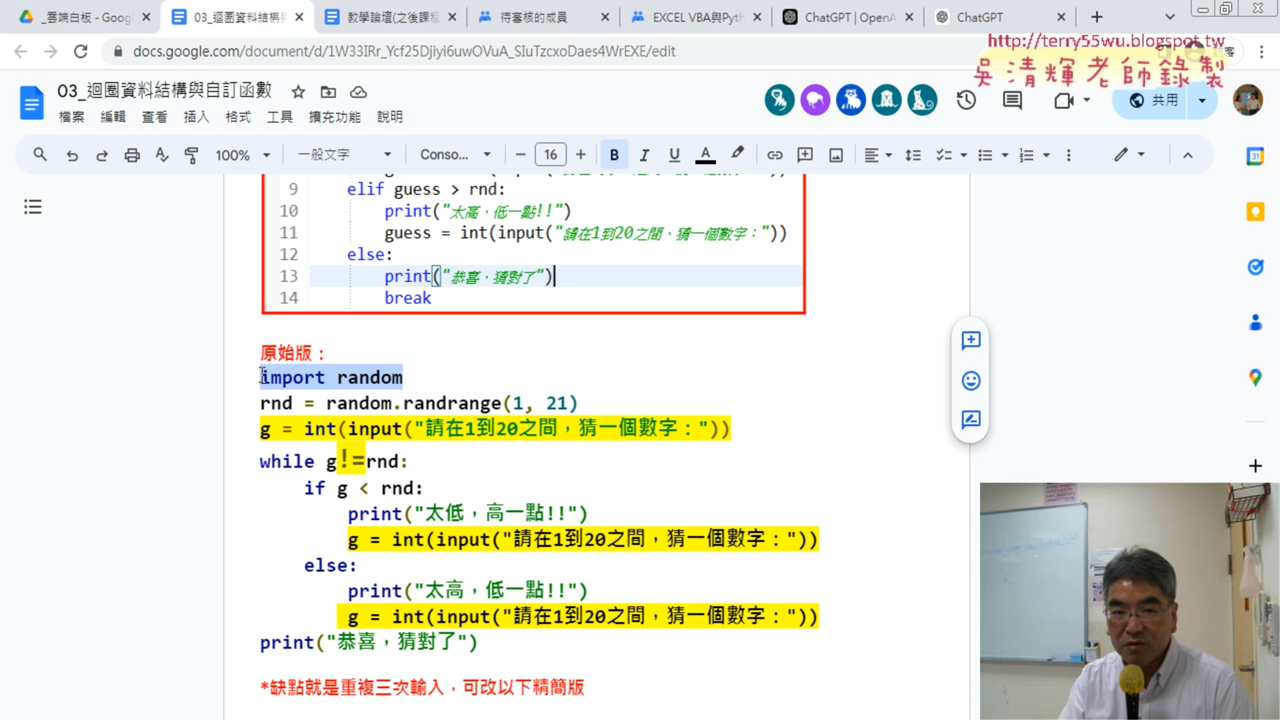 _雲端白板 - Goog
03_迴圈資料結構與
教學論壇(之後課程
待審核的成員
EXCEL VBA與Pyth
ChatGPT | OpenA
ChatGPT
docs.google.com/document/d/1W33IRr_Ycf25Djiyi6uwOVuA_SIuTzcxoDaes4WrEXE/edit
http://terry55wu.blogspot.tw
吳清輝老師錄製
03_迴圈資料結構與自訂函數
檔案 編輯 查看 插入 格式 工具 擴充功能 說明
共用
100% 一般文字 Conso... 16 B I U A
9 elif guess > rnd:
10 print("太高，低一點!!")
11 guess = int(input("請在1到20之間，猜一個數字："))
12 else:
13 print("恭喜，猜對了")
14 break
原始版：
import random
rnd = random.randrange(1, 21)
g = int(input("請在1到20之間，猜一個數字："))
while g!=rnd:
if g < rnd:
print("太低，高一點!!")
g = int(input("請在1到20之間，猜一個數字："))
else:
print("太高，低一點!!")
g = int(input("請在1到20之間，猜一個數字："))
print("恭喜，猜對了")
*缺點就是重複三次輸入，可改以下精簡版